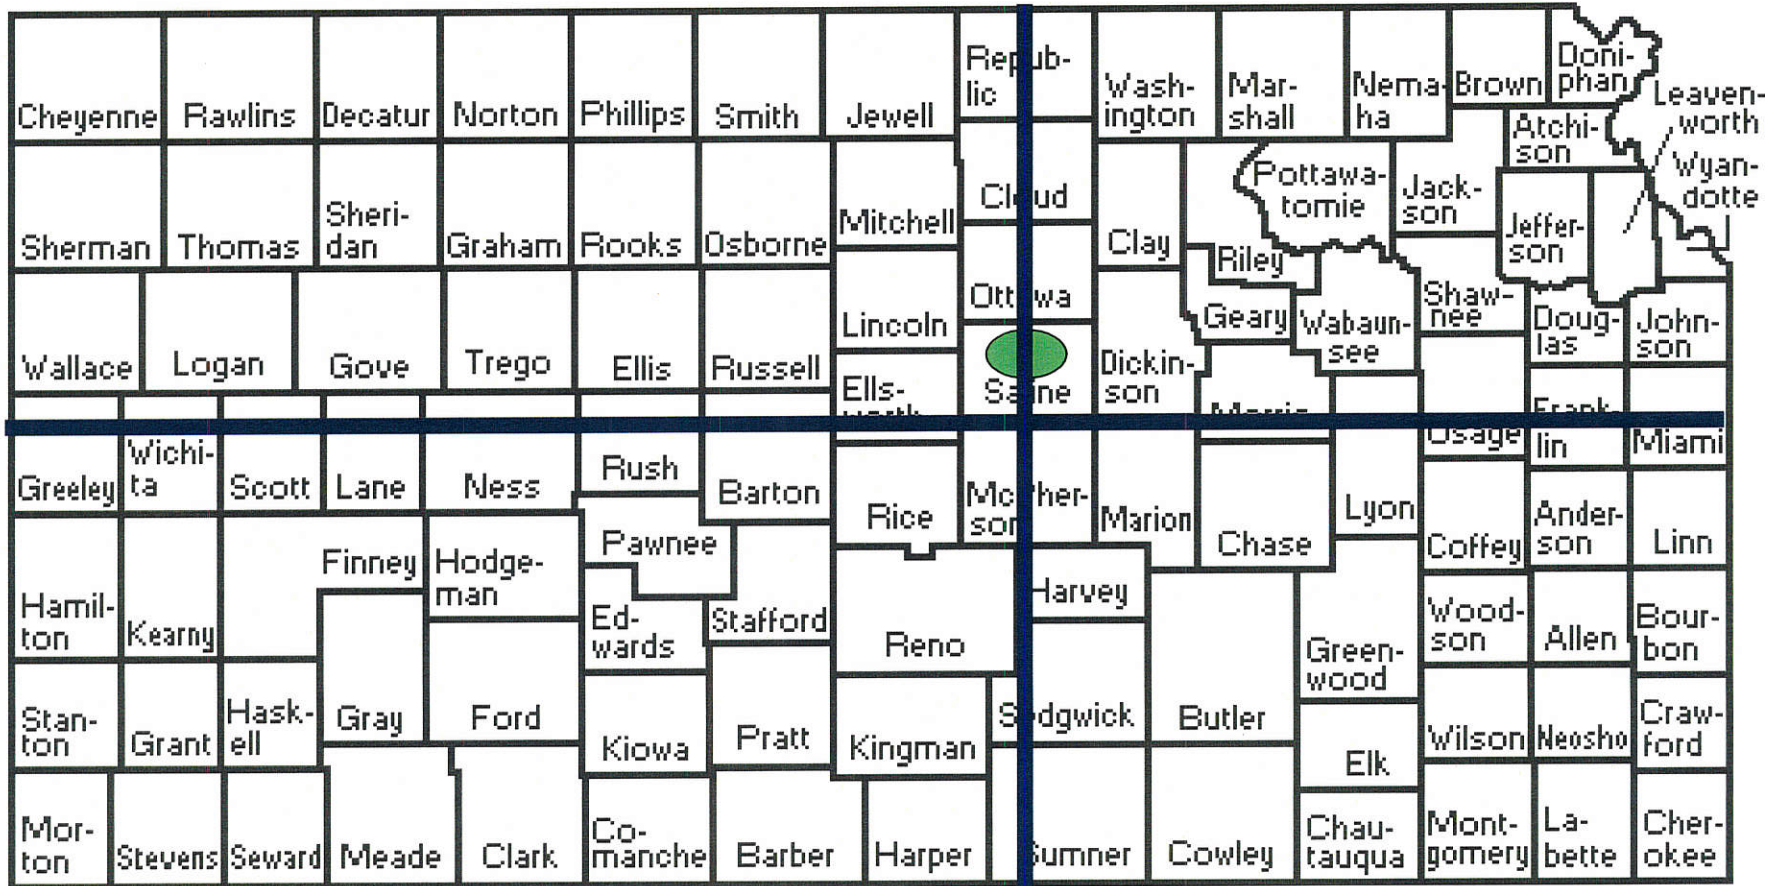 Cheyenne
Rawlins
Decatur
Norton
Phillips
Smith
Jewell
Repub-
lic
Wash-
ington
Mar-
shall
Nema-
ha
Brown
Doni-
phan
Leaven-
worth
Atchi-
son
Wyan-
dotte
Sherman
Thomas
Sheri-
dan
Graham
Rooks
Osborne
Mitchell
Cloud
Clay
Riley
Pottawa-
tomie
Jack-
son
Jeffer-
son
Wallace
Logan
Gove
Trego
Ellis
Russell
Lincoln
Ottawa
Saline
Dickin-
son
Geary
Wabaun-
see
Shaw-
nee
Doug-
las
John-
son
Ells-
worth
Morris
Osage
Frank-
lin
Miami
Greeley
Wichi-
ta
Scott
Lane
Ness
Rush
Barton
Rice
McPher-
son
Marion
Chase
Lyon
Coffey
Ander-
son
Linn
Hamil-
ton
Kearny
Finney
Hodge-
man
Pawnee
Ed-
wards
Stafford
Reno
Harvey
Green-
wood
Wood-
son
Allen
Bour-
bon
Stan-
ton
Grant
Hask-
ell
Gray
Ford
Kiowa
Pratt
Kingman
Sedgwick
Butler
Elk
Wilson
Neosho
Craw-
ford
Mor-
ton
Stevens
Seward
Meade
Clark
Co-
manche
Barber
Harper
Sumner
Cowley
Chau-
tauqua
Mont-
gomery
La-
bette
Cher-
okee